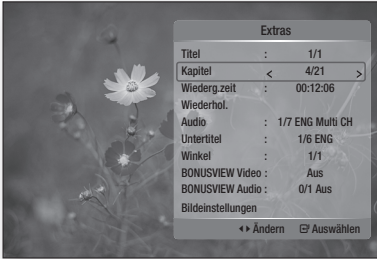 Extras
Titel : 1/1
Kapitel < 4/21 >
Wiederg.zeit : 00:12:06
Wiederhol.
Audio : 1/7 ENG Multi CH
Untertitel : 1/6 ENG
Winkel : 1/1
BONUSVIEW Video : Aus
BONUSVIEW Audio : 0/1 Aus
Bildeinstellungen
◄► Ändern Auswählen